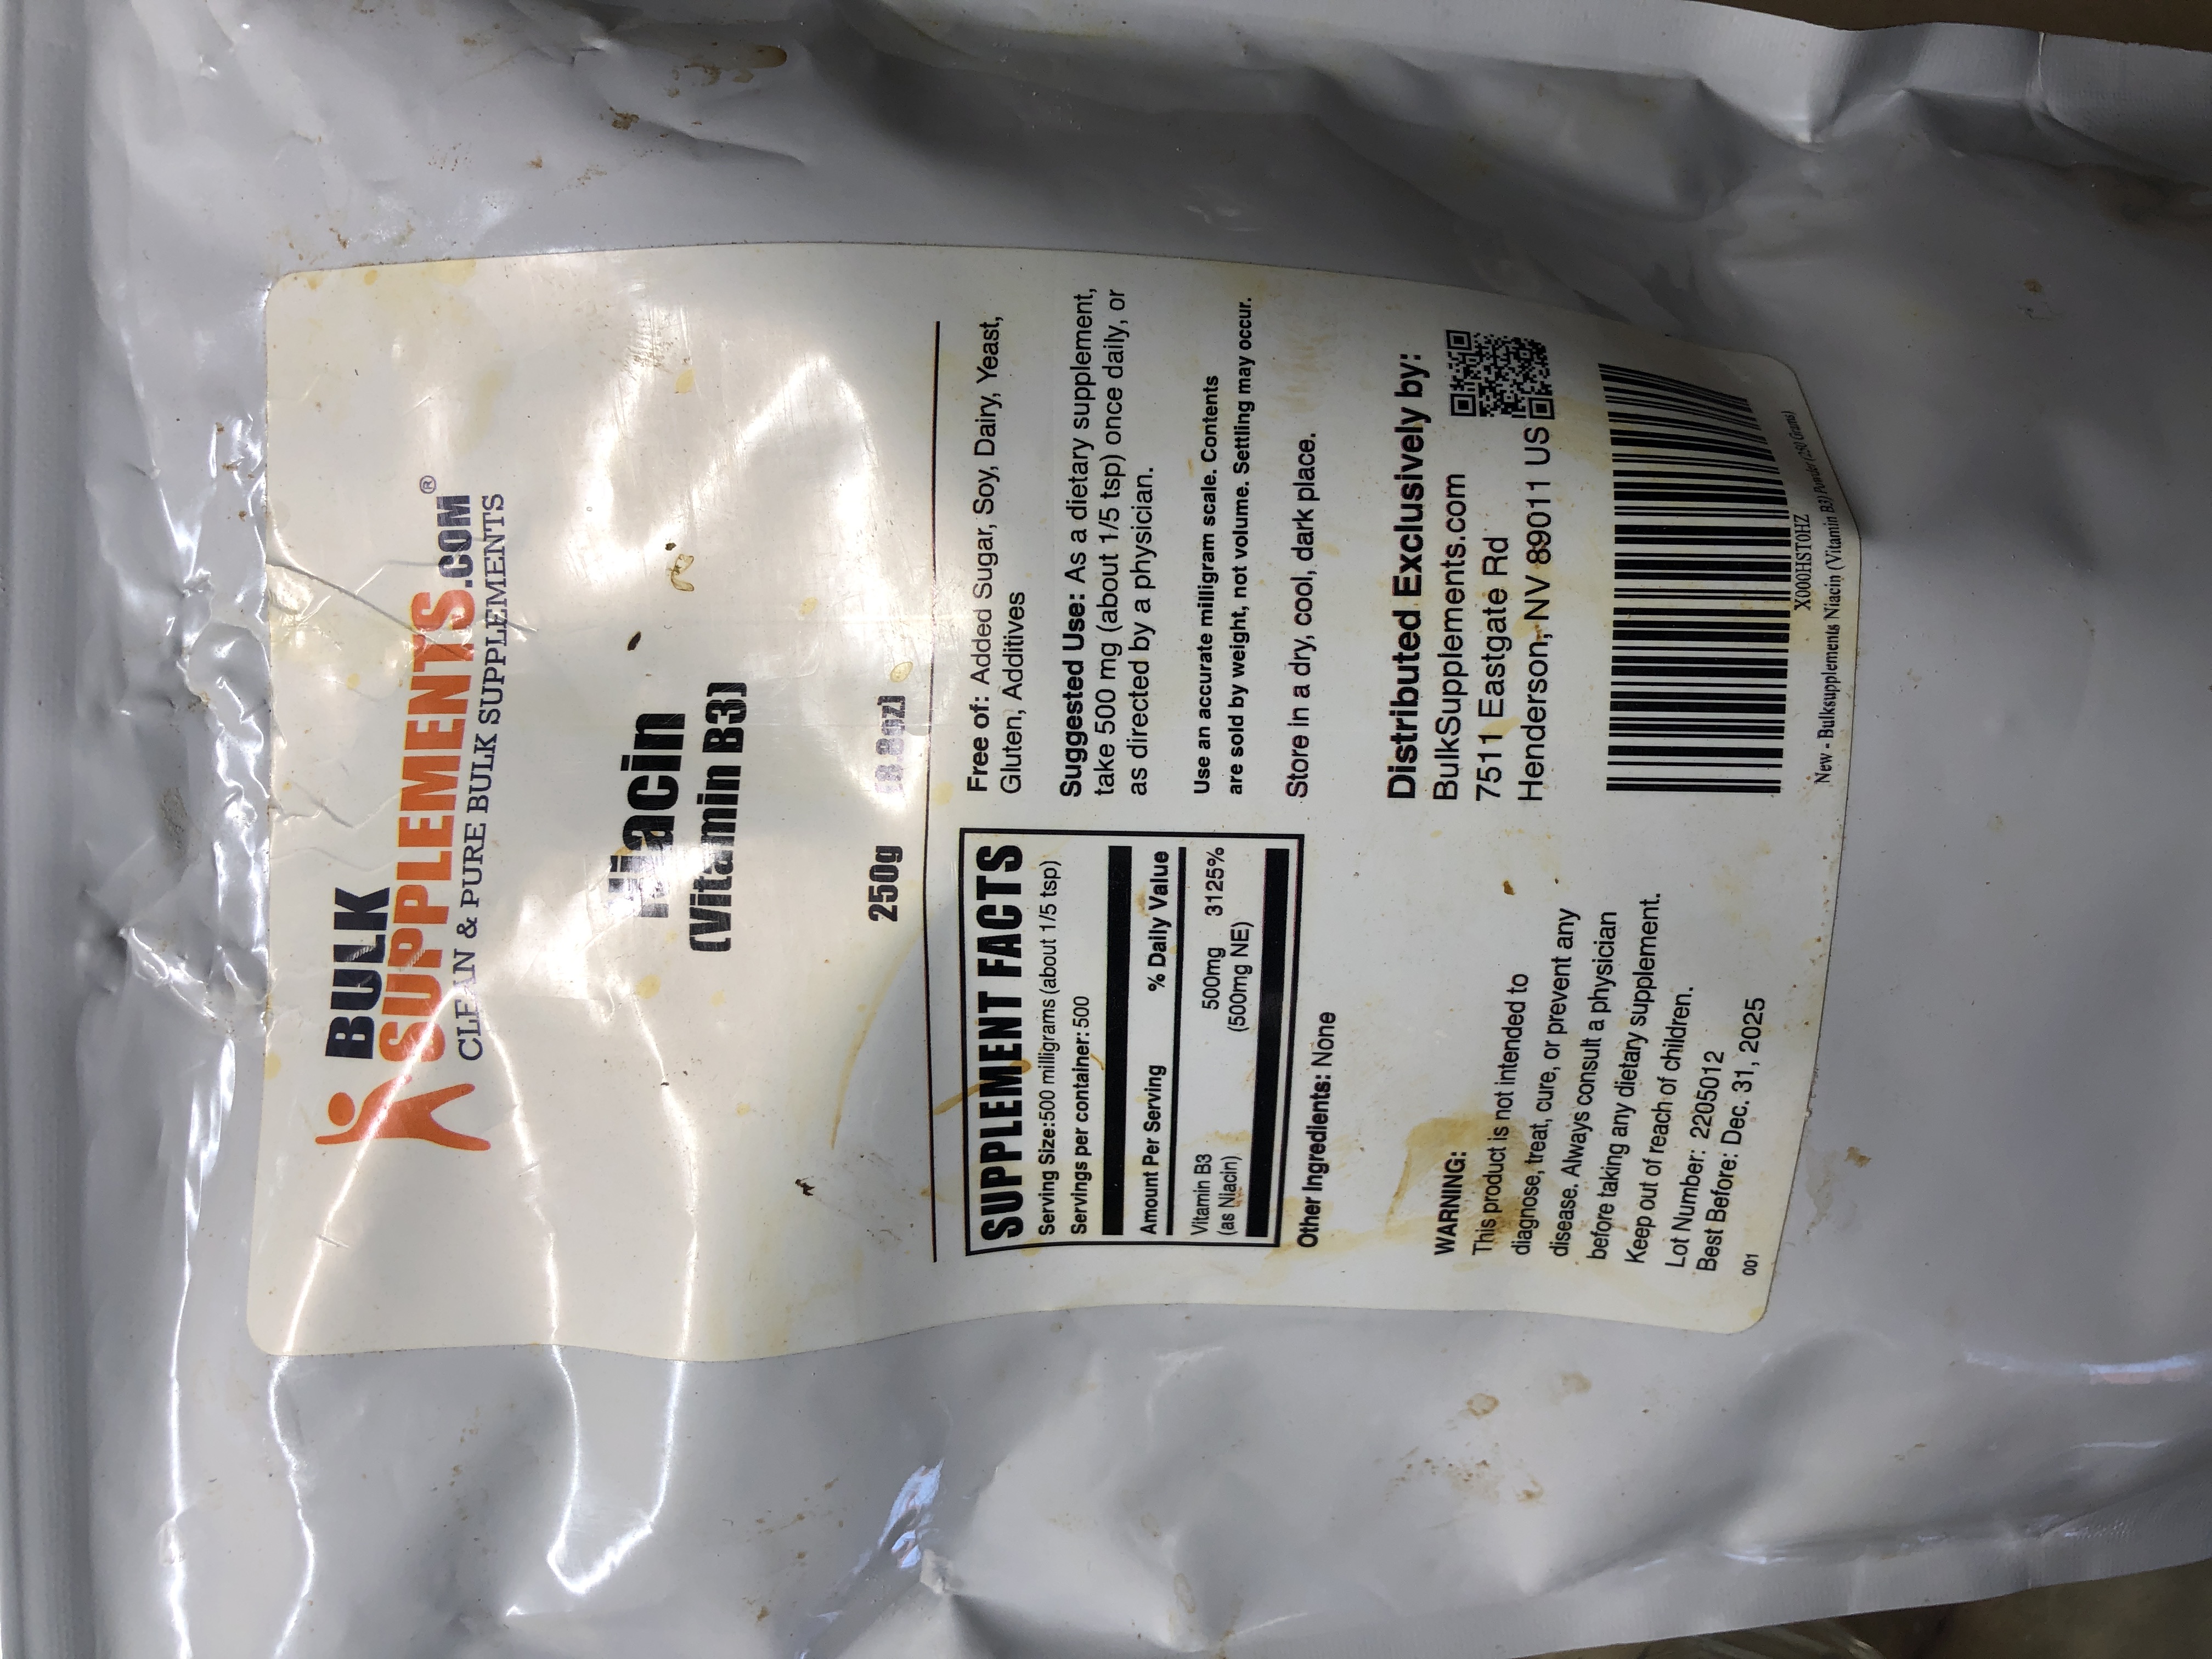 BULK
SUPPLEMENTS.COM®
CLEAN & PURE BULK SUPPLEMENTS
Niacin
(Vitamin B3)
250g (8.8oz)
SUPPLEMENT FACTS
Serving Size:500 milligrams (about 1/5 tsp)
Servings per container: 500
Amount Per Serving % Daily Value
Vitamin B3 500mg 3125%
(as Niacin) (500mg NE)
Other Ingredients: None
WARNING:
This product is not intended to
diagnose, treat, cure, or prevent any
disease. Always consult a physician
before taking any dietary supplement.
Keep out of reach of children.
Lot Number: 2205012
Best Before: Dec. 31, 2025
001
Free of: Added Sugar, Soy, Dairy, Yeast,
Gluten, Additives
Suggested Use: As a dietary supplement,
take 500 mg (about 1/5 tsp) once daily, or
as directed by a physician.
Use an accurate milligram scale. Contents
are sold by weight, not volume. Settling may occur.
Store in a dry, cool, dark place.
Distributed Exclusively by:
BulkSupplements.com
7511 Eastgate Rd
Henderson, NV 89011 US
X000HST0HZ
New - Bulksupplements Niacin (Vitamin B3) Powder (250 Grams)